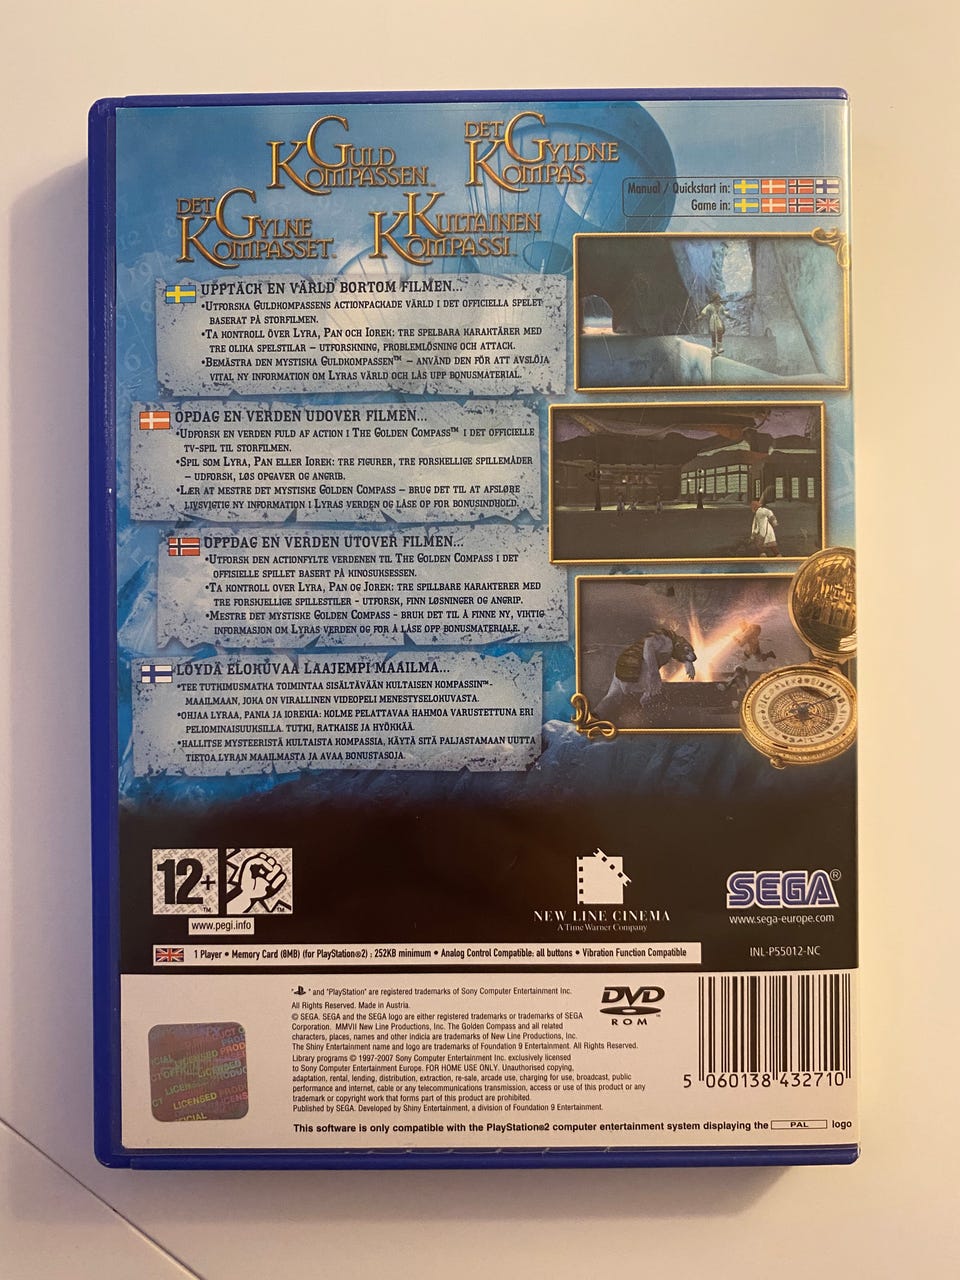 GULD
KOMPASSEN™
DET GYLDNE
KOMPAS™
DET GYLNE
KOMPASSET™
KULTAINEN
KOMPASSI™
Manual / Quickstart in:
Game in:
UPPTÄCK EN VÄRLD BORTOM FILMEN...
•UTFORSKA GULDKOMPASSENS ACTIONPACKADE VÄRLD I DET OFFICIELLA SPELET
BASERAT PÅ STORFILMEN.
•TA KONTROLL ÖVER LYRA, PAN OCH IOREK: TRE SPELBARA KARAKTÄRER MED
TRE OLIKA SPELSTILAR – UTFORSKNING, PROBLEMLÖSNING OCH ATTACK.
•BEMÄSTRA DEN MYSTISKA GULDKOMPASSEN™ – ANVÄND DEN FÖR ATT AVSLÖJA
VITAL NY INFORMATION OM LYRAS VÄRLD OCH LÅS UPP BONUSMATERIAL.
OPDAG EN VERDEN UDOVER FILMEN...
•UDFORSK EN VERDEN FULD AF ACTION I THE GOLDEN COMPASS™ I DET OFFICIELLE
TV-SPIL TIL STORFILMEN.
•SPIL SOM LYRA, PAN ELLER IOREK: TRE FIGURER, TRE FORSKELLIGE SPILLEMÅDER
– UDFORSK, LØS OPGAVER OG ANGRIB.
•LÆR AT MESTRE DET MYSTISKE GOLDEN COMPASS – BRUG DET TIL AT AFSLØRE
LIVSVIGTIG NY INFORMATION I LYRAS VERDEN OG LÅSE OP FOR BONUSINDHOLD.
OPPDAG EN VERDEN UTOVER FILMEN...
•UTFORSK DEN ACTIONFYLTE VERDENEN TIL THE GOLDEN COMPASS I DET
OFFISIELLE SPILLET BASERT PÅ KINOSUKSESSEN.
•TA KONTROLL OVER LYRA, PAN OG JOREK: TRE SPILLBARE KARAKTERER MED
TRE FORSKJELLIGE SPILLESTILER - UTFORSK, FINN LØSNINGER OG ANGRIP.
•MESTRE DET MYSTISKE GOLDEN COMPASS - BRUK DET TIL Å FINNE NY, VIKTIG
INFORMASJON OM LYRAS VERDEN OG FOR Å LÅSE OPP BONUSMATERIALE.
LÖYDÄ ELOKUVAA LAAJEMPI MAAILMA...
•TEE TUTKIMUSMATKA TOIMINTAA SISÄLTÄVÄÄN KULTAISEN KOMPASSIN™-
MAAILMAAN, JOKA ON VIRALLINEN VIDEOPELI MENESTYSELOKUVASTA.
•OHJAA LYRAA, PANIA JA IOREKIA: KOLME PELATTAVAA HAHMOA VARUSTETTUNA ERI
PELIOMINAISUUKSILLA. TUTKI, RATKAISE JA HYÖKKÄÄ.
•HALLITSE MYSTEERISTÄ KULTAISTA KOMPASSIA, KÄYTÄ SITÄ PALJASTAMAAN UUTTA
TIETOA LYRAN MAAILMASTA JA AVAA BONUSTASOJA.
12+
www.pegi.info
NEW LINE CINEMA
A Time Warner Company
SEGA®
www.sega-europe.com
1 Player • Memory Card (8MB) (for PlayStation®2) : 252KB minimum • Analog Control Compatible: all buttons • Vibration Function Compatible
INL-P55012-NC
" " and "PlayStation" are registered trademarks of Sony Computer Entertainment Inc.
All Rights Reserved. Made in Austria.
© SEGA. SEGA and the SEGA logo are either registered trademarks or trademarks of SEGA
Corporation. MMVII New Line Productions, Inc. The Golden Compass and all related
characters, places, names and other indicia are trademarks of New Line Productions, Inc.
The Shiny Entertainment name and logo are trademarks of Foundation 9 Entertainment. All Rights Reserved.
Library programs © 1997-2007 Sony Computer Entertainment Inc. exclusively licensed
to Sony Computer Entertainment Europe. FOR HOME USE ONLY. Unauthorised copying,
adaptation, rental, lending, distribution, extraction, re-sale, arcade use, charging for use, broadcast, public
performance and internet, cable or any telecommunications transmission, access or use of this product or any
trademark or copyright work that forms part of this product are prohibited.
Published by SEGA. Developed by Shiny Entertainment, a division of Foundation 9 Entertainment.
DVD
ROM
5 060138 432710
LICENSED PRODUCT
This software is only compatible with the PlayStation®2 computer entertainment system displaying the PAL logo